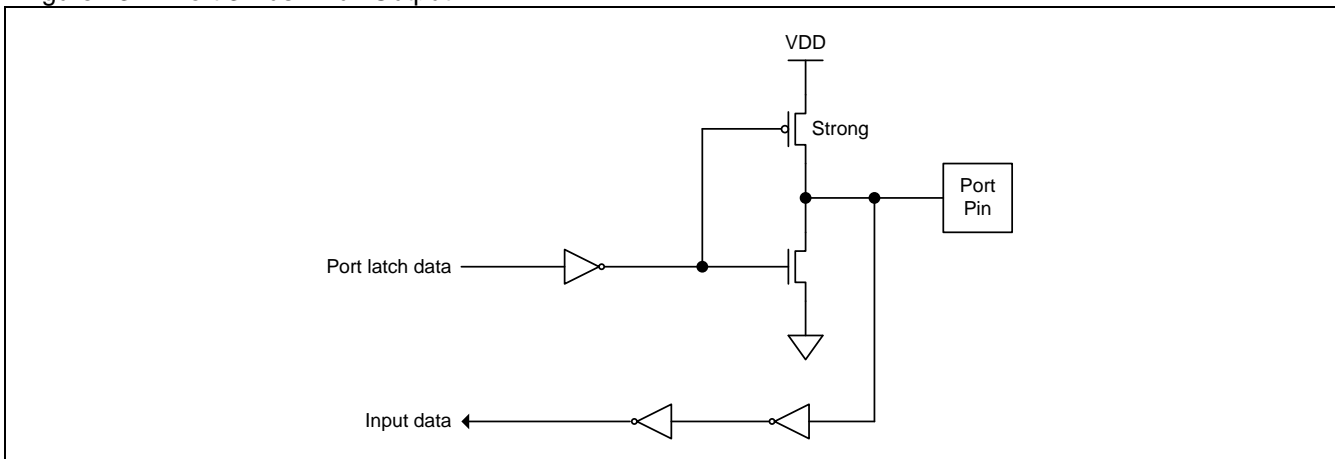 VDD
Strong
Port
Pin
Port latch data
Input data